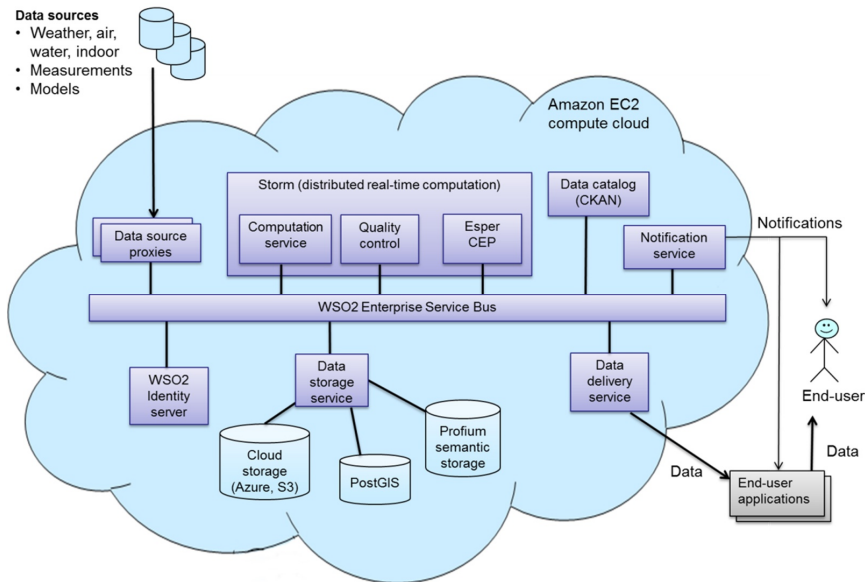 Data sources
• Weather, air,
water, indoor
• Measurements
• Models
Amazon EC2
compute cloud
Storm (distributed real-time computation)
Computation
service
Quality
control
Esper
CEP
Data catalog
(CKAN)
Data source
proxies
Notification
service
Notifications
WSO2 Enterprise Service Bus
WSO2
Identity
server
Data
storage
service
Data
delivery
service
End-user
Cloud
storage
(Azure, S3)
PostGIS
Profium
semantic
storage
Data
Data
End-user
applications